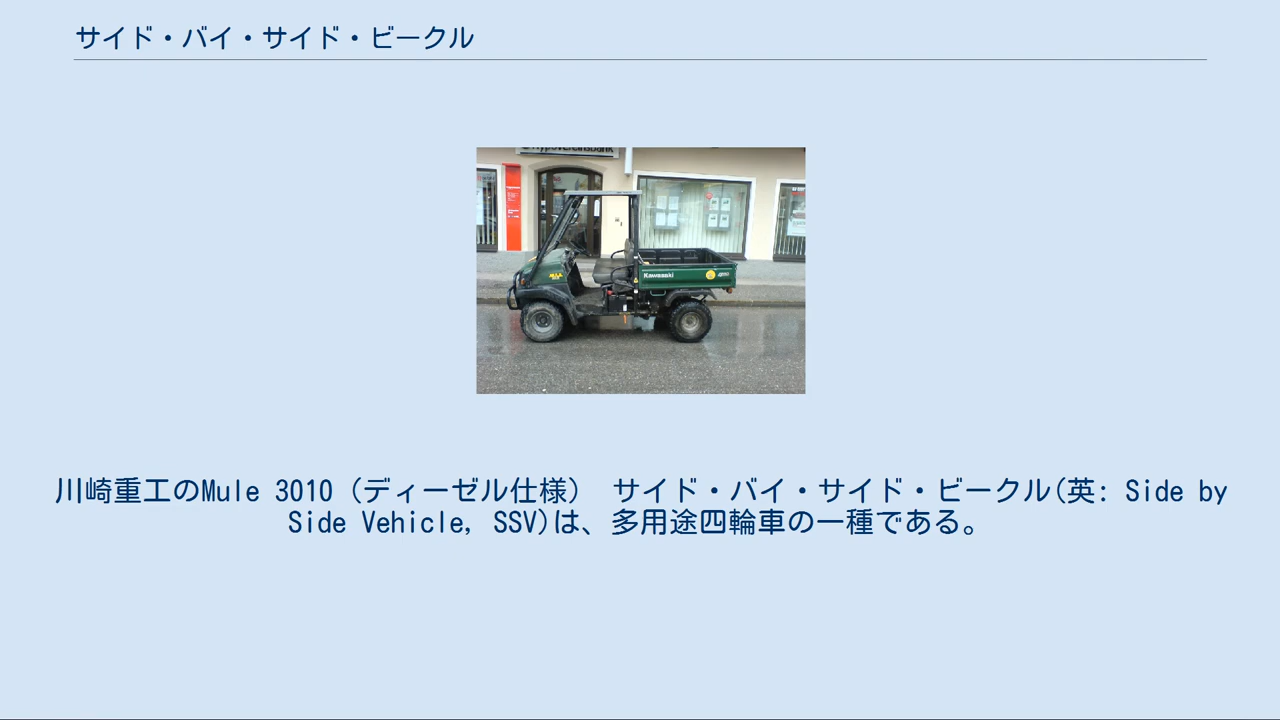 サイド・バイ・サイド・ビークル
Kawasaki
川崎重工のMule 3010（ディーゼル仕様） サイド・バイ・サイド・ビークル(英: Side by
Side Vehicle, SSV)は、多用途四輪車の一種である。